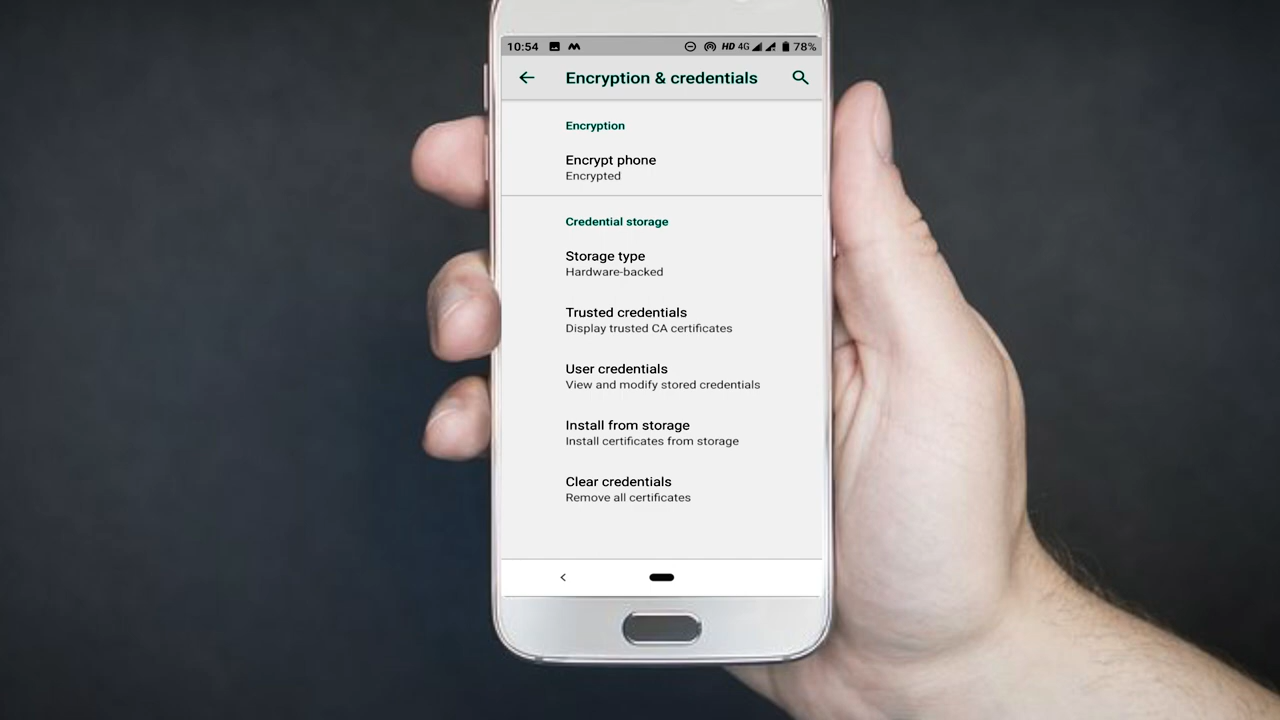 10:54 HD 4G 78%
Encryption & credentials
Encryption
Encrypt phone
Encrypted
Credential storage
Storage type
Hardware-backed
Trusted credentials
Display trusted CA certificates
User credentials
View and modify stored credentials
Install from storage
Install certificates from storage
Clear credentials
Remove all certificates